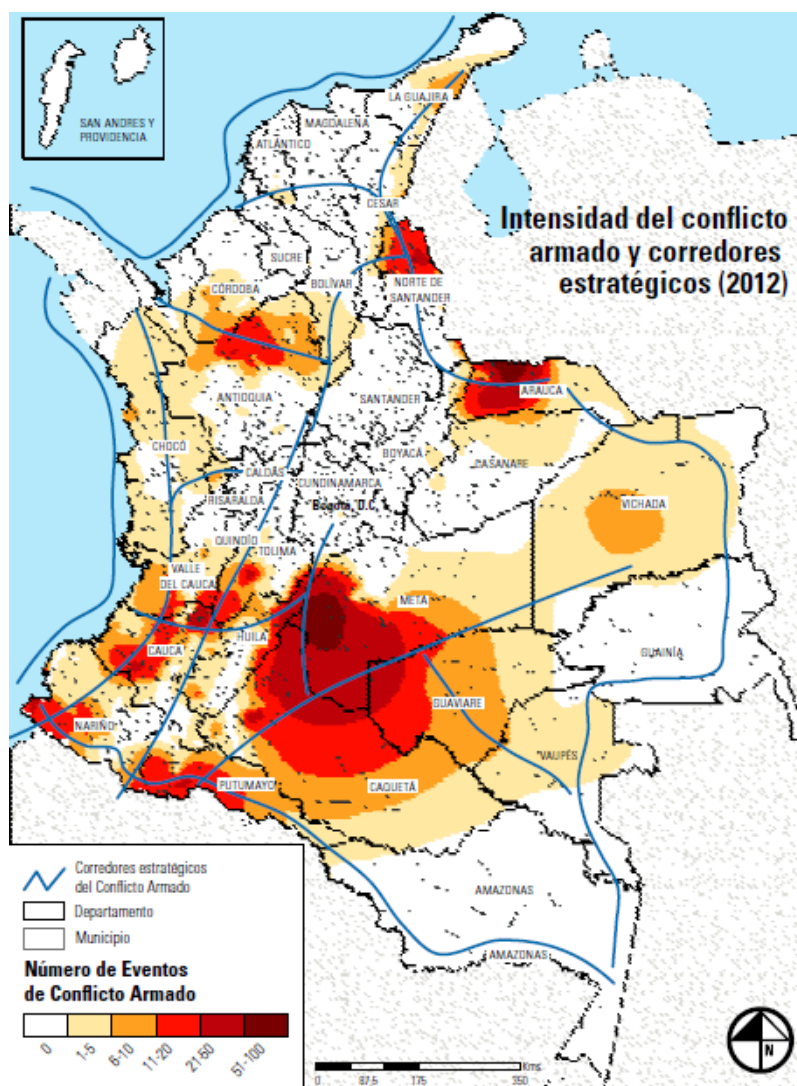 SAN ANDRES Y
PROVIDENCIA
LA GUAJIRA
MAGDALENA
ATLÁNTICO
CESAR
Intensidad del conflicto
armado y corredores
estratégicos (2012)
SUCRE
BOLÍVAR
CÓRDOBA
NORTE DE
SANTANDER
ANTIOQUIA
SANTANDER
ARAUCA
CHOCÓ
BOYACÁ
CASANARE
CALDAS
CUNDINAMARCA
RISARALDA
Bogotá, D.C.
VICHADA
QUINDÍO
TOLIMA
VALLE
DEL CAUCA
META
HUILA
CAUCA
GUAINÍA
GUAVIARE
NARIÑO
VAUPÉS
PUTUMAYO
CAQUETÁ
AMAZONAS
AMAZONAS
Corredores estratégicos
del Conflicto Armado
Departamento
Municipio
Número de Eventos
de Conflicto Armado
0
1-5
6-10
11-20
21-60
51-100
Kms
0
87,5
175
350
N